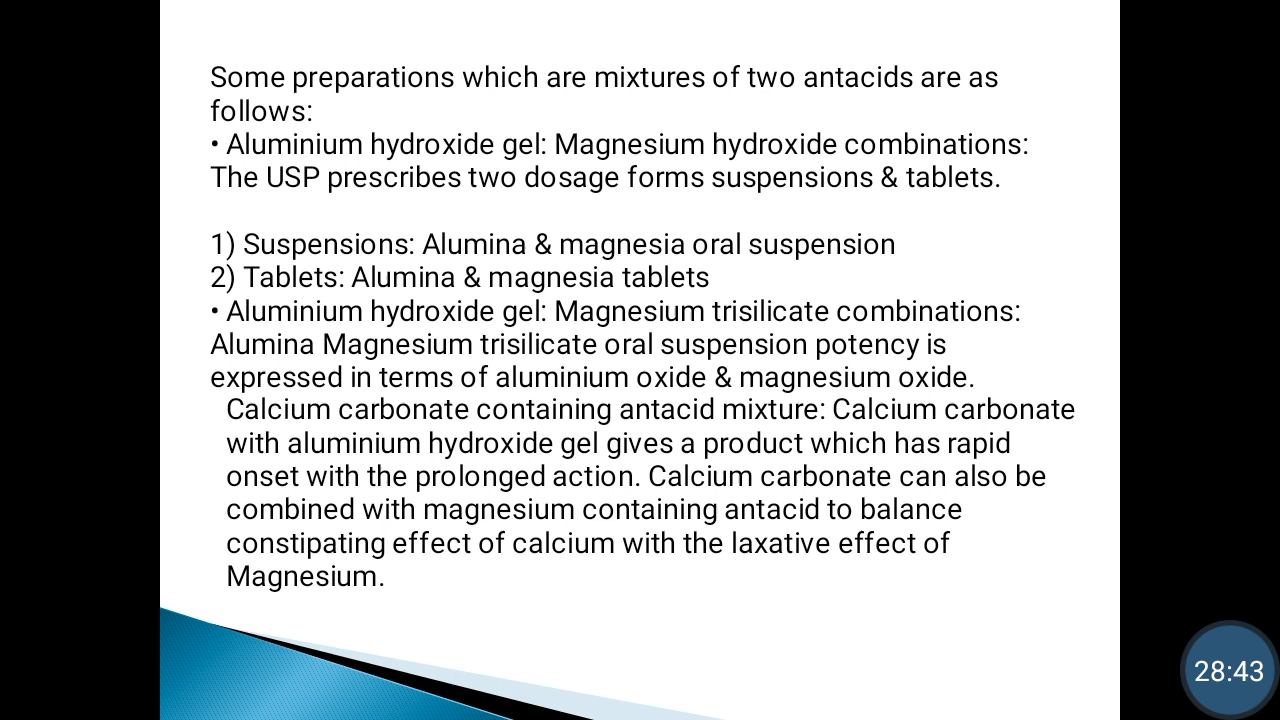 Some preparations which are mixtures of two antacids are as
follows:
• Aluminium hydroxide gel: Magnesium hydroxide combinations:
The USP prescribes two dosage forms suspensions & tablets.
1) Suspensions: Alumina & magnesia oral suspension
2) Tablets: Alumina & magnesia tablets
• Aluminium hydroxide gel: Magnesium trisilicate combinations:
Alumina Magnesium trisilicate oral suspension potency is
expressed in terms of aluminium oxide & magnesium oxide.
Calcium carbonate containing antacid mixture: Calcium carbonate
with aluminium hydroxide gel gives a product which has rapid
onset with the prolonged action. Calcium carbonate can also be
combined with magnesium containing antacid to balance
constipating effect of calcium with the laxative effect of
Magnesium.
28:43